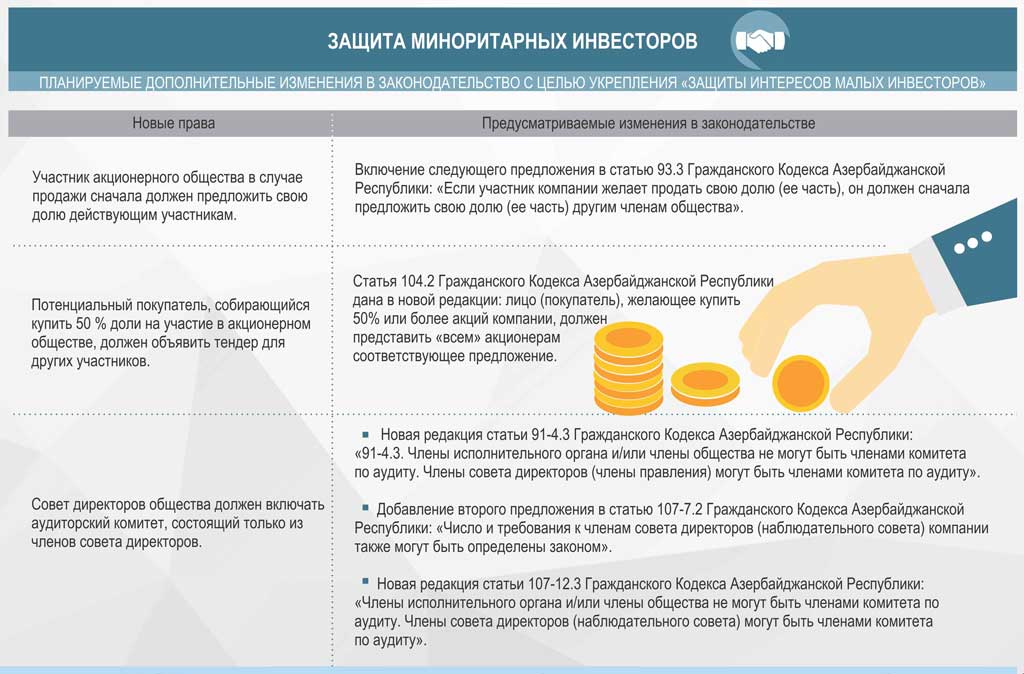 ЗАЩИТА МИНОРИТАРНЫХ ИНВЕСТОРОВ
ПЛАНИРУЕМЫЕ ДОПОЛНИТЕЛЬНЫЕ ИЗМЕНЕНИЯ В ЗАКОНОДАТЕЛЬСТВО С ЦЕЛЬЮ УКРЕПЛЕНИЯ «ЗАЩИТЫ ИНТЕРЕСОВ МАЛЫХ ИНВЕСТОРОВ»
Новые права
Предусматриваемые изменения в законодательстве
Участник акционерного общества в случае
продажи сначала должен предложить свою
долю действующим участникам.
Включение следующего предложения в статью 93.3 Гражданского Кодекса Азербайджанской
Республики: «Если участник компании желает продать свою долю (ее часть), он должен сначала
предложить свою долю (ее часть) другим членам общества».
Потенциальный покупатель, собирающийся
купить 50 % доли на участие в акционерном
обществе, должен объявить тендер для
других участников.
Статья 104.2 Гражданского Кодекса Азербайджанской Республики
дана в новой редакции: лицо (покупатель), желающее купить
50% или более акций компании, должен
представить «всем» акционерам
соответствующее предложение.
Совет директоров общества должен включать
аудиторский комитет, состоящий только из
членов совета директоров.
▪ Новая редакция статьи 91-4.3 Гражданского Кодекса Азербайджанской Республики:
«91-4.3. Члены исполнительного органа и/или члены общества не могут быть членами комитета
по аудиту. Члены совета директоров (члены правления) могут быть членами комитета по аудиту».
▪ Добавление второго предложения в статью 107-7.2 Гражданского Кодекса Азербайджанской
Республики: «Число и требования к членам совета директоров (наблюдательного совета) компании
также могут быть определены законом».
▪ Новая редакция статьи 107-12.3 Гражданского Кодекса Азербайджанской Республики:
«Члены исполнительного органа и/или члены общества не могут быть членами комитета по
аудиту. Члены совета директоров (наблюдательного совета) могут быть членами комитета
по аудиту».